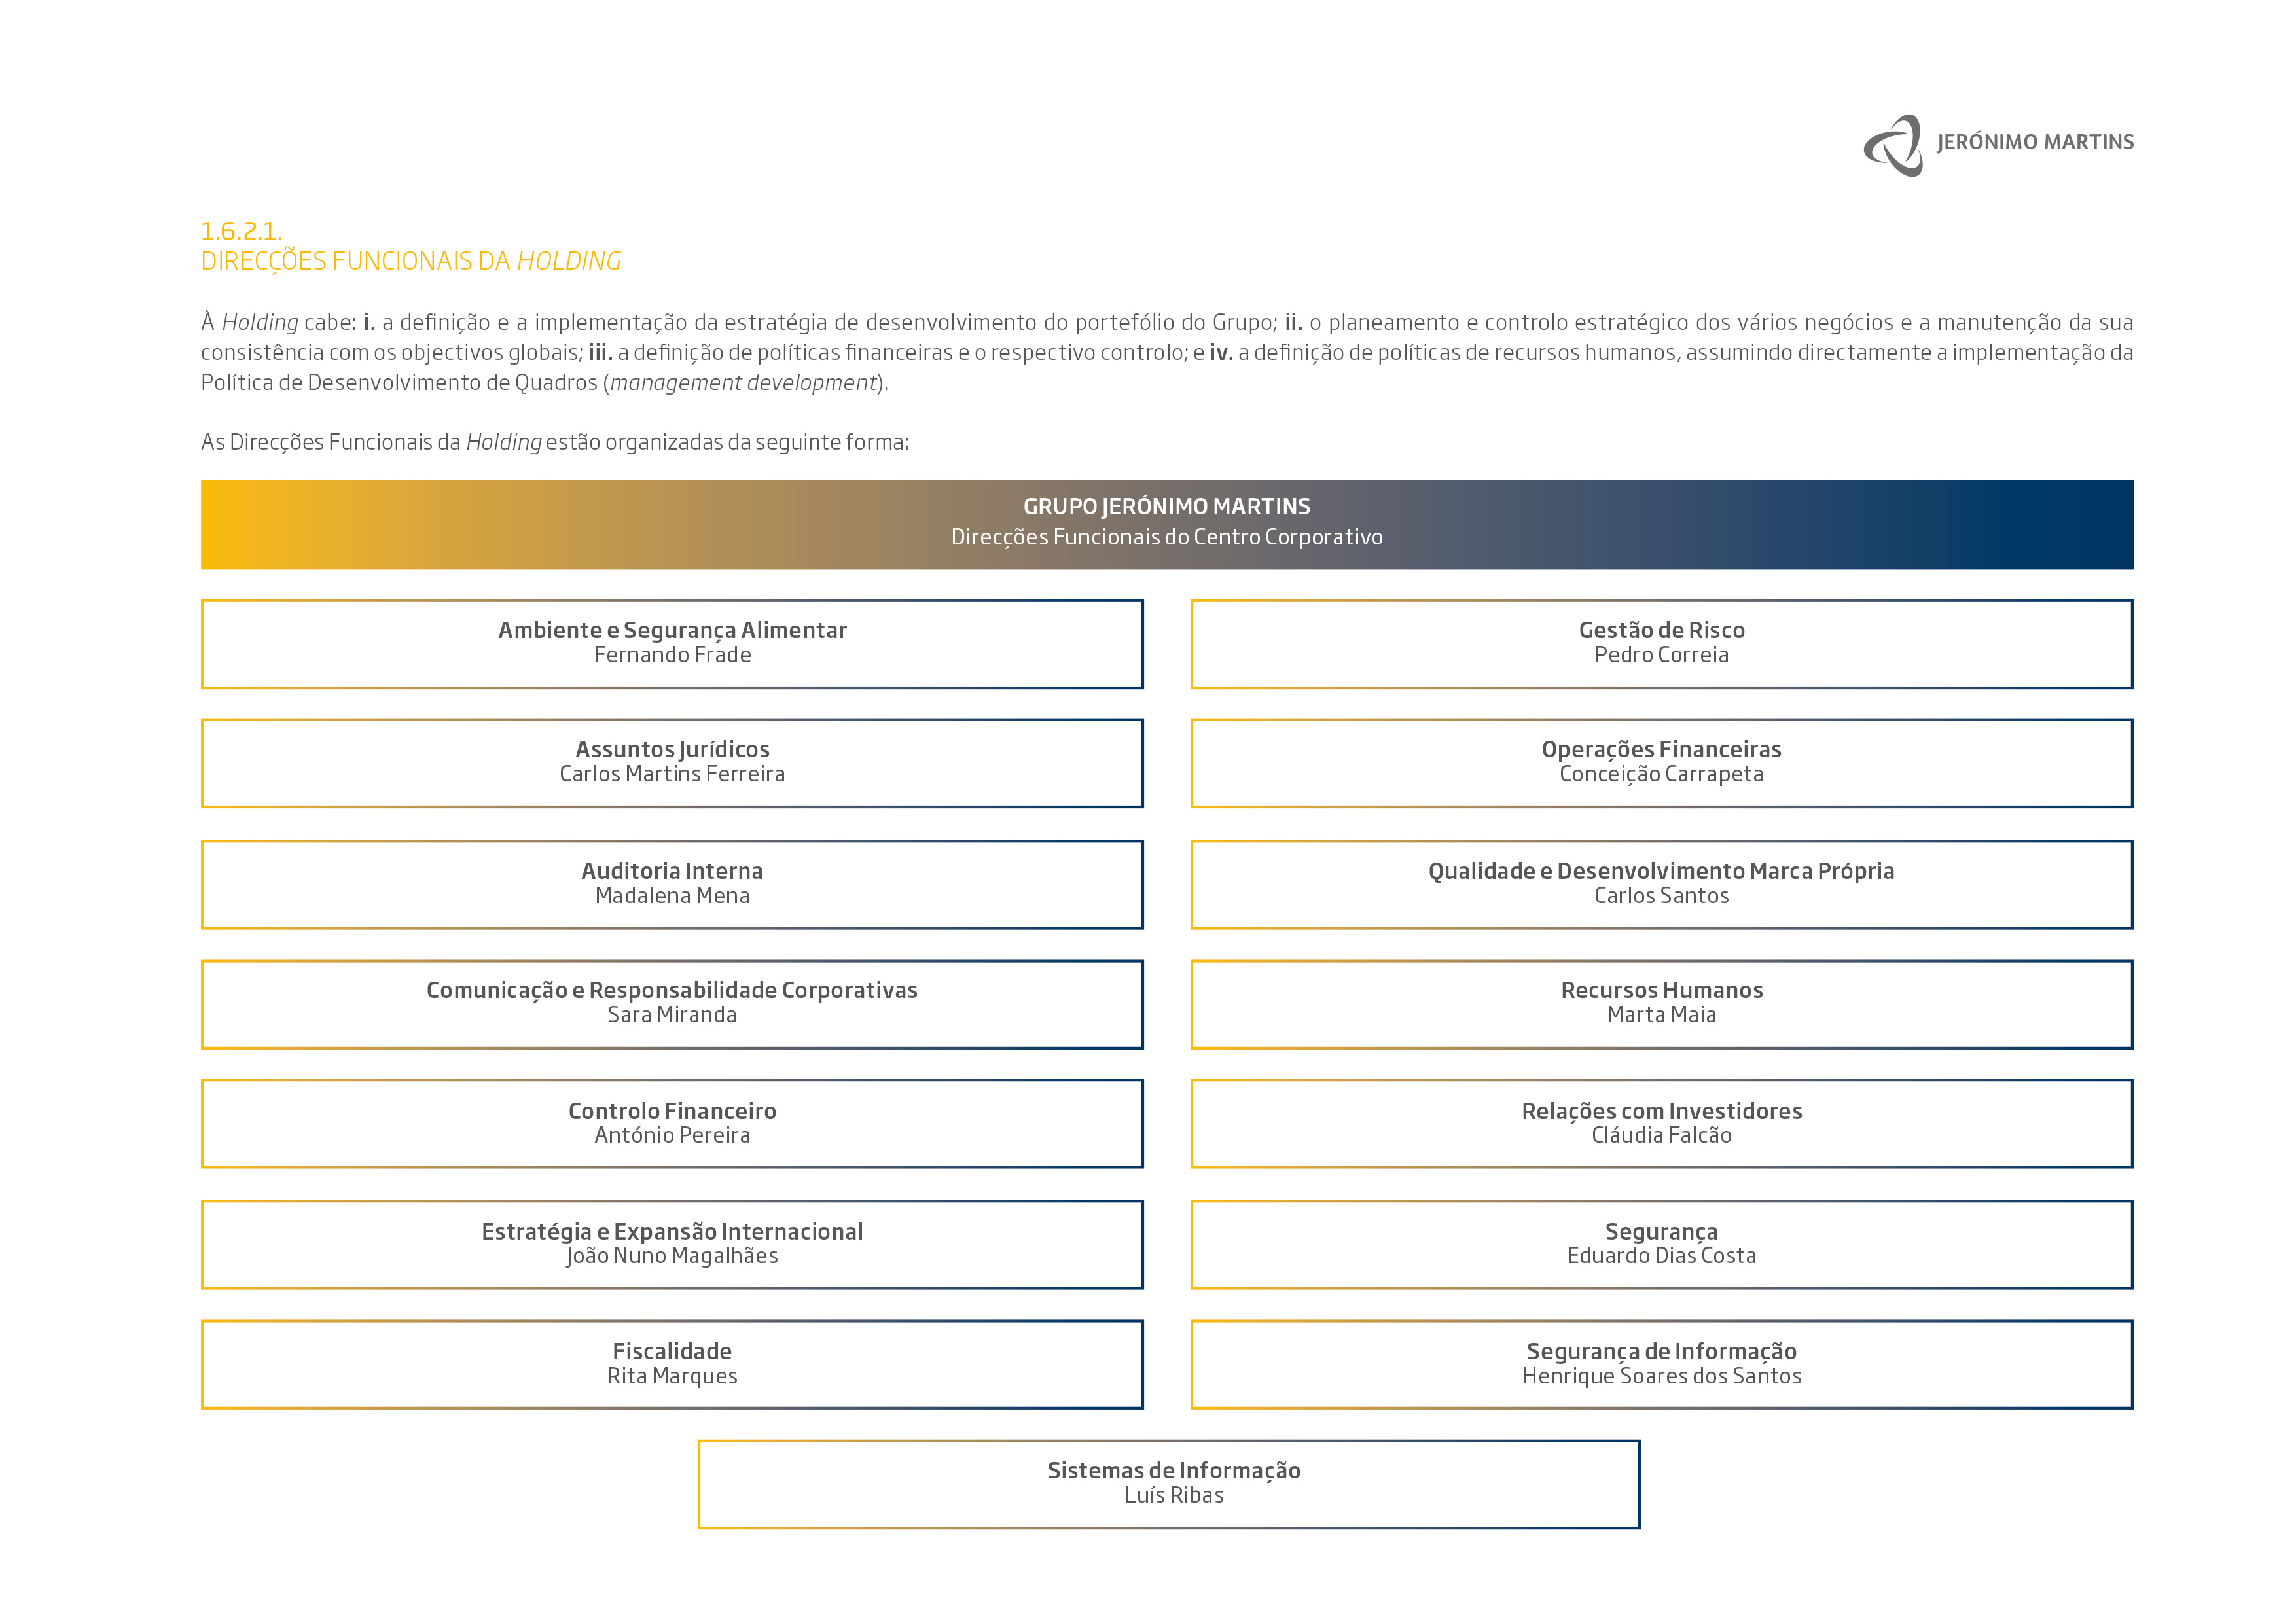 JERÓNIMO MARTINS
1.6.2.1.
DIRECÇÕES FUNCIONAIS DA HOLDING
À Holding cabe: i. a definição e a implementação da estratégia de desenvolvimento do portefólio do Grupo; ii. o planeamento e controlo estratégico dos vários negócios e a manutenção da sua
consistência com os objectivos globais; iii. a definição de políticas financeiras e o respectivo controlo; e iv. a definição de políticas de recursos humanos, assumindo directamente a implementação da
Política de Desenvolvimento de Quadros (management development).
As Direcções Funcionais da Holding estão organizadas da seguinte forma:
GRUPO JERÓNIMO MARTINS
Direcções Funcionais do Centro Corporativo
Ambiente e Segurança Alimentar
Fernando Frade
Gestão de Risco
Pedro Correia
Assuntos Jurídicos
Carlos Martins Ferreira
Operações Financeiras
Conceição Carrapeta
Auditoria Interna
Madalena Mena
Qualidade e Desenvolvimento Marca Própria
Carlos Santos
Comunicação e Responsabilidade Corporativas
Sara Miranda
Recursos Humanos
Marta Maia
Controlo Financeiro
António Pereira
Relações com Investidores
Cláudia Falcão
Estratégia e Expansão Internacional
João Nuno Magalhães
Segurança
Eduardo Dias Costa
Fiscalidade
Rita Marques
Segurança de Informação
Henrique Soares dos Santos
Sistemas de Informação
Luís Ribas